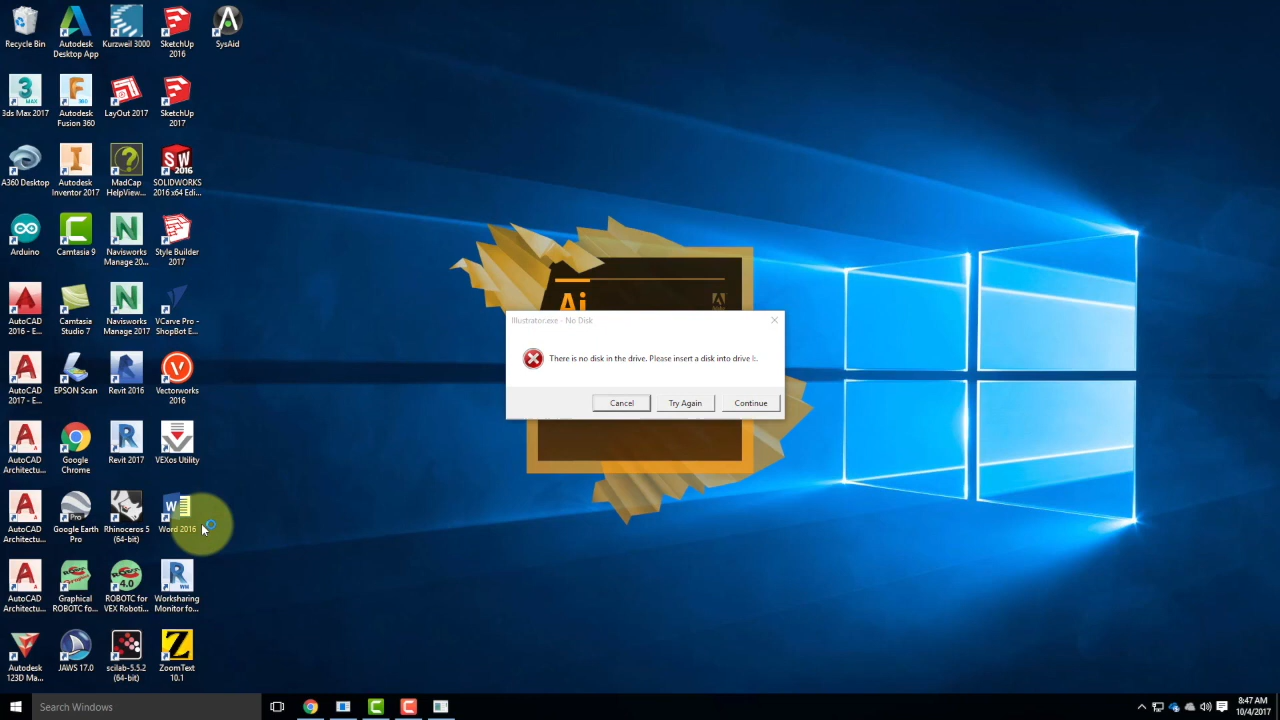 Recycle Bin
Autodesk
Desktop App
Kurzweil 3000
SketchUp
2016
SysAid
3ds Max 2017
Autodesk
Fusion 360
LayOut 2017
SketchUp
2017
A360 Desktop
Autodesk
Inventor 2017
MadCap
HelpView...
SW
2016
SOLIDWORKS
2016 x64 Edi...
Arduino
Camtasia 9
Navisworks
Manage 20...
Style Builder
2017
AutoCAD
2016 - E...
Camtasia
Studio 7
Navisworks
Manage 2017
VCarve Pro -
ShopBot E...
AutoCAD
2017 - E...
EPSON Scan
Revit 2016
Vectorworks
2016
AutoCAD
Architectu...
Google
Chrome
Revit 2017
VEXos Utility
AutoCAD
Architectu...
Google Earth
Pro
Rhinoceros 5
(64-bit)
Word 2016
AutoCAD
Architectu...
Graphical
ROBOTC fo...
ROBOTC for
VEX Roboti...
Worksharing
Monitor fo...
Autodesk
123D Ma...
JAWS 17.0
scilab-5.5.2
(64-bit)
ZoomText
10.1
Ai
Illustrator.exe - No Disk
There is no disk in the drive. Please insert a disk into drive I:.
Cancel
Try Again
Continue
Search Windows
8:47 AM
10/4/2017